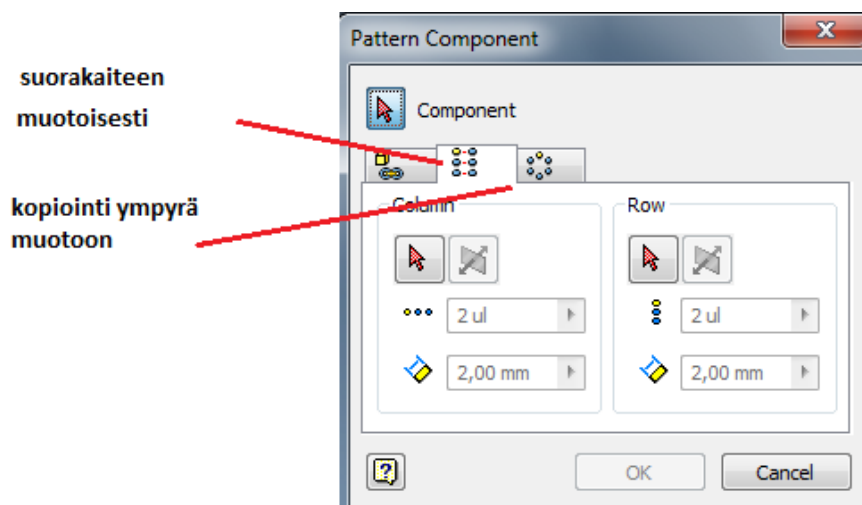 suorakaiteen
muotoisesti
kopiointi ympyrä
muotoon
Pattern Component
Component
Column
Row
2 ul
2 ul
2,00 mm
2,00 mm
OK
Cancel